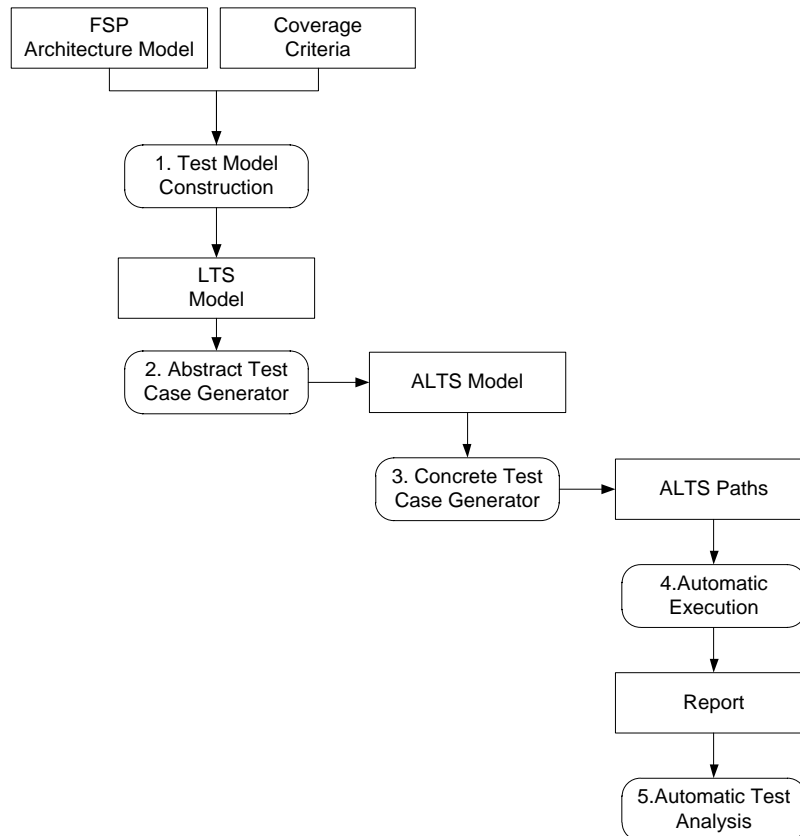 FSP
Architecture Model
Coverage
Criteria
1. Test Model
Construction
LTS
Model
2. Abstract Test
Case Generator
ALTS Model
3. Concrete Test
Case Generator
ALTS Paths
4.Automatic
Execution
Report
5.Automatic Test
Analysis